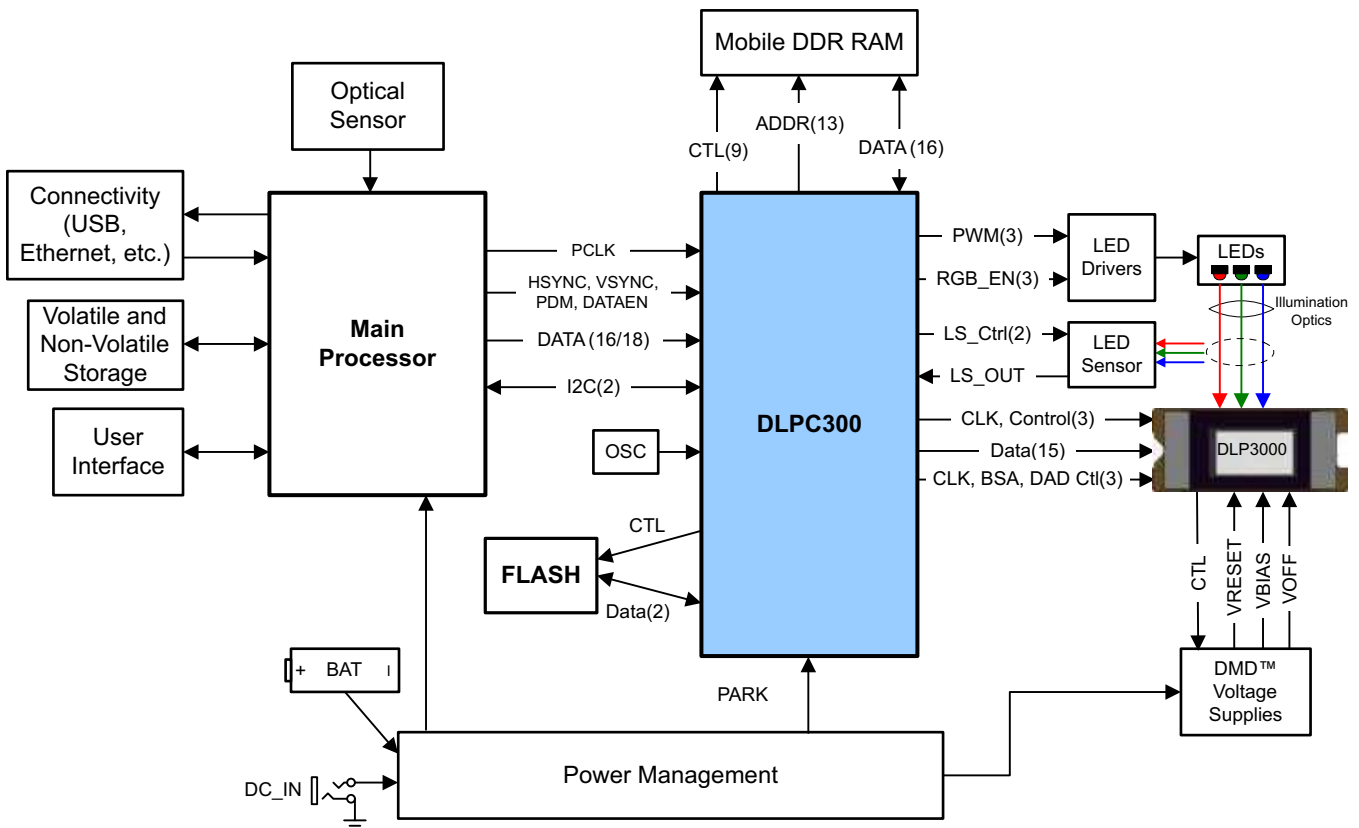 Mobile DDR RAM
Optical
Sensor
CTL(9)
ADDR(13)
DATA (16)
Connectivity
(USB,
Ethernet, etc.)
Volatile and
Non-Volatile
Storage
User
Interface
Main
Processor
PCLK
HSYNC, VSYNC,
PDM, DATAEN
DATA (16/18)
I2C(2)
OSC
CTL
FLASH
Data(2)
DLPC300
PWM(3)
RGB_EN(3)
LED
Drivers
LEDs
Illumination
Optics
LS_Ctrl(2)
LS_OUT
LED
Sensor
CLK, Control(3)
Data(15)
CLK, BSA, DAD Ctl(3)
DLP3000
CTL
VRESET
VBIAS
VOFF
DMD™
Voltage
Supplies
+ BAT I
PARK
Power Management
DC_IN